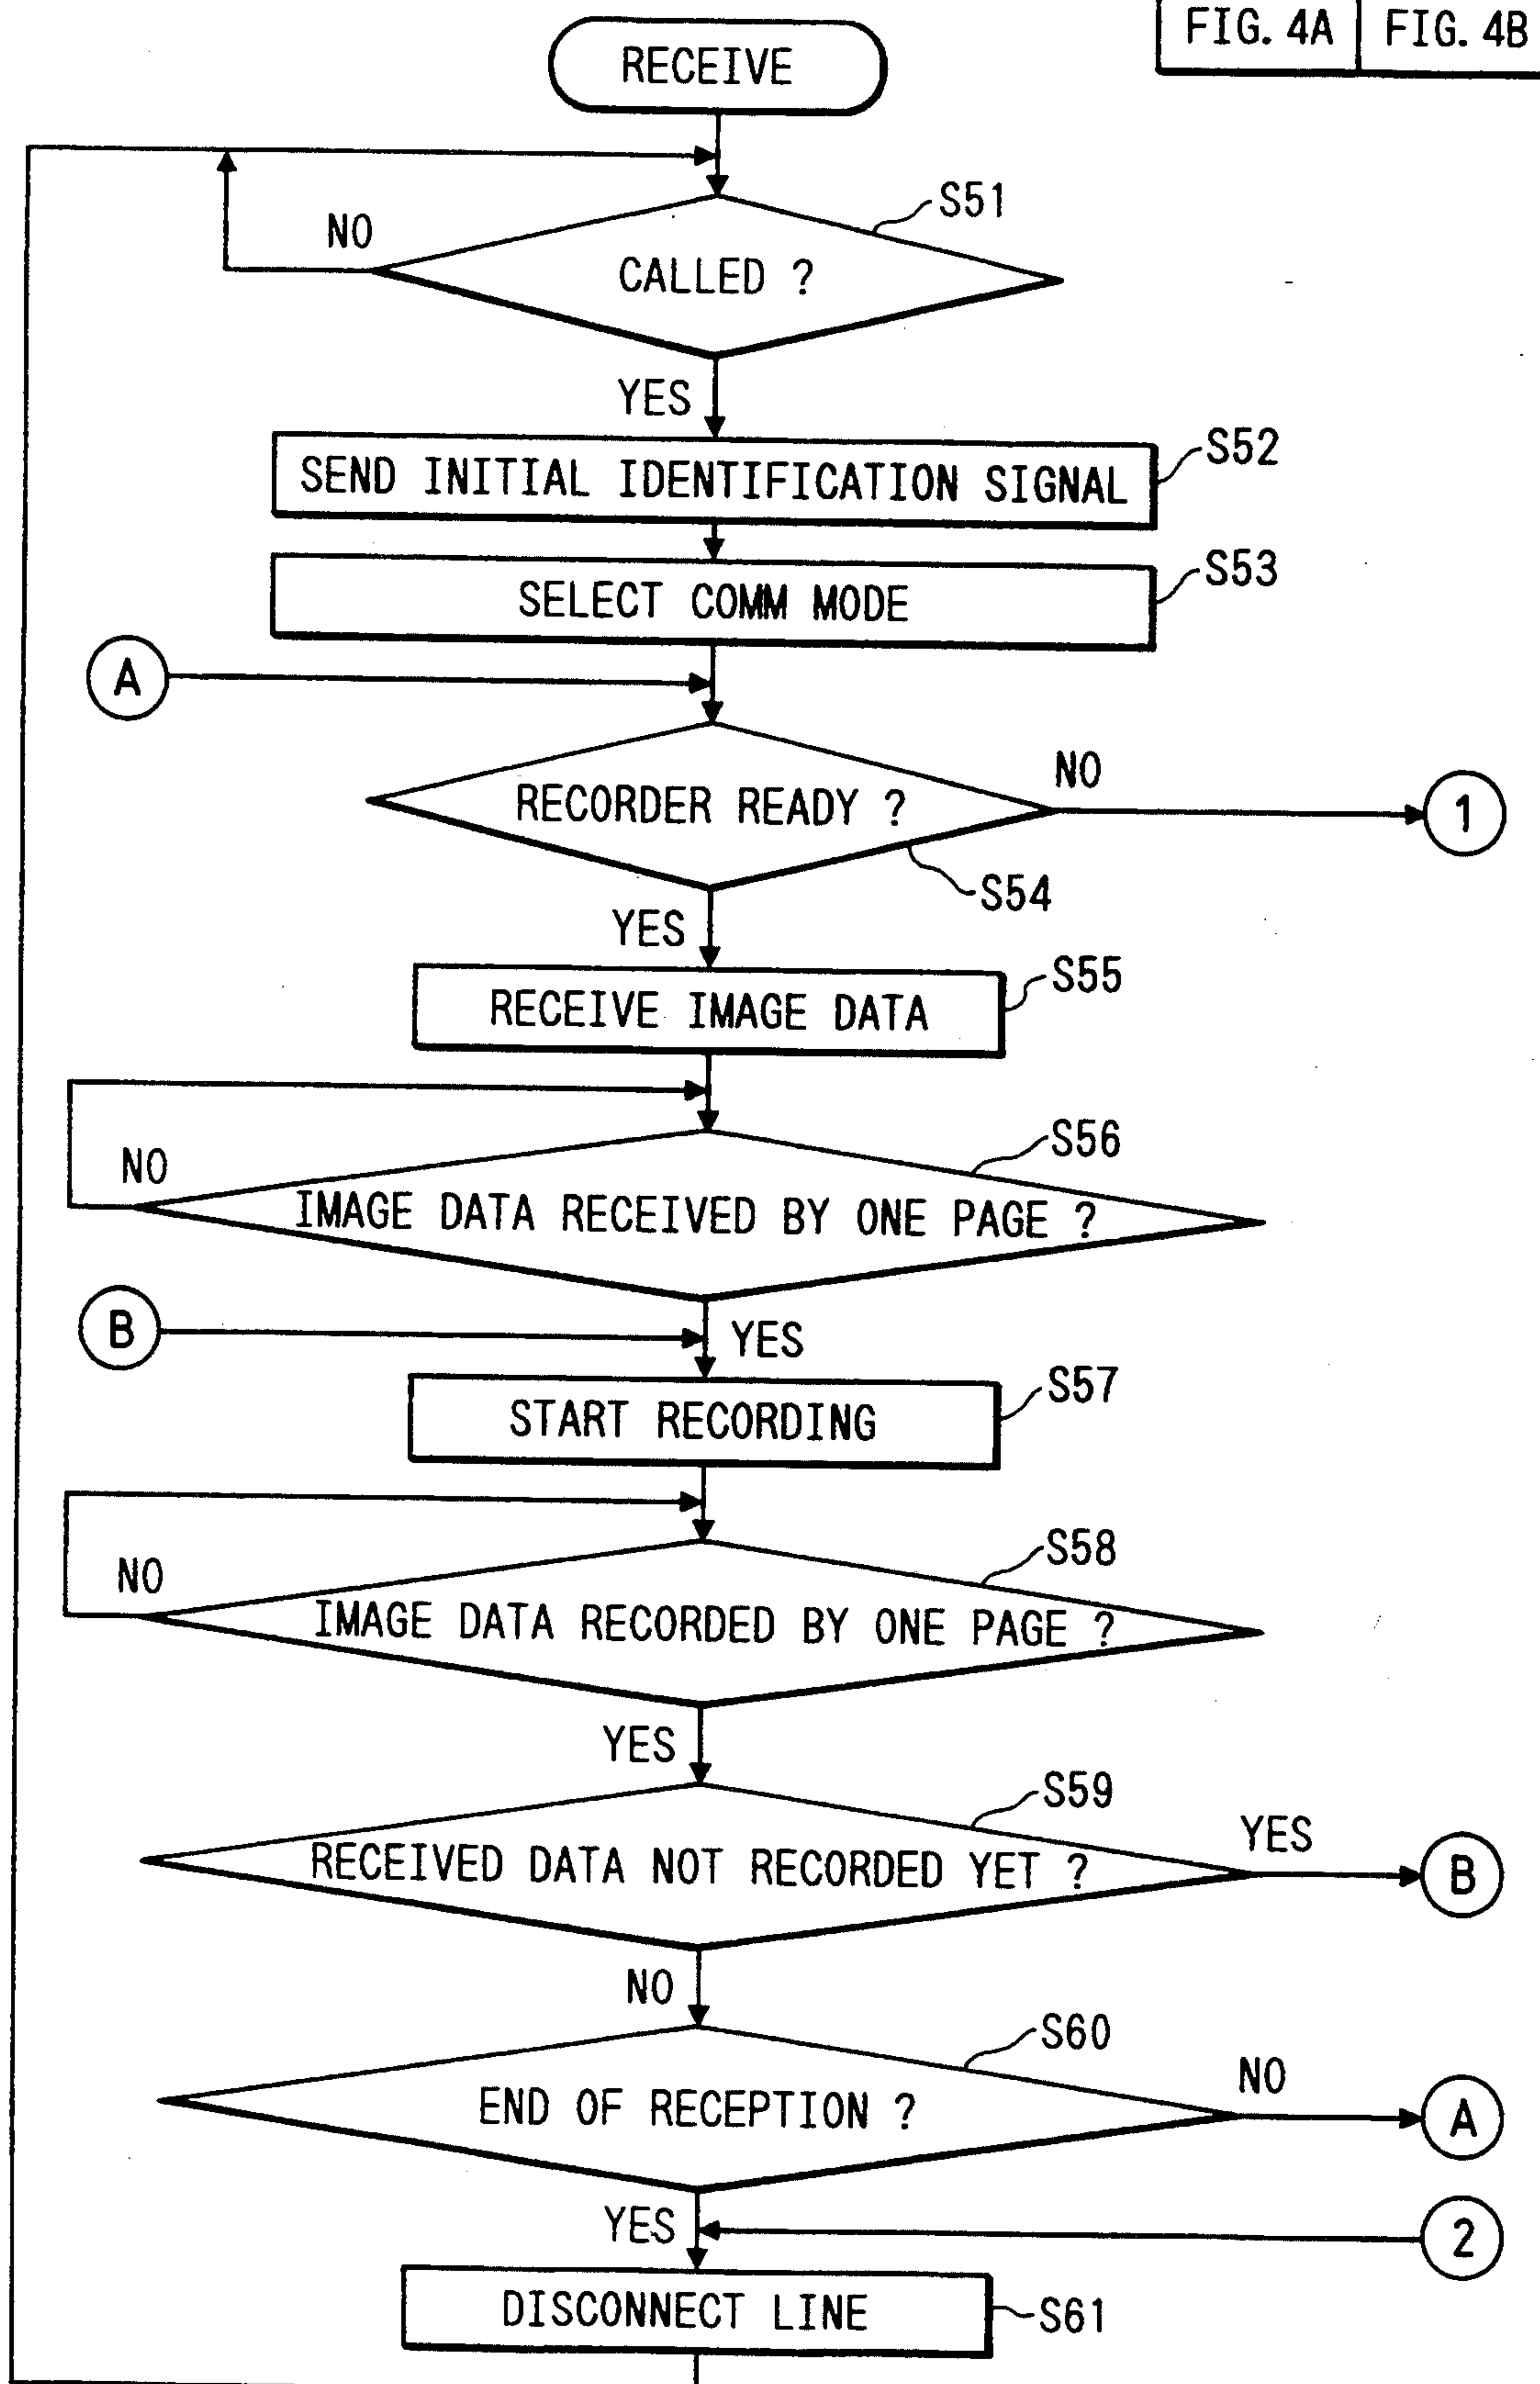 FIG. 4A FIG. 4B
RECEIVE
S51
NO
CALLED ?
YES
S52
SEND INITIAL IDENTIFICATION SIGNAL
S53
SELECT COMM MODE
A
NO
RECORDER READY ?
1
S54
YES
S55
RECEIVE IMAGE DATA
S56
NO
IMAGE DATA RECEIVED BY ONE PAGE ?
B
YES
S57
START RECORDING
S58
NO
IMAGE DATA RECORDED BY ONE PAGE ?
YES
S59
YES
RECEIVED DATA NOT RECORDED YET ?
B
NO
S60
NO
END OF RECEPTION ?
A
YES
2
DISCONNECT LINE
S61